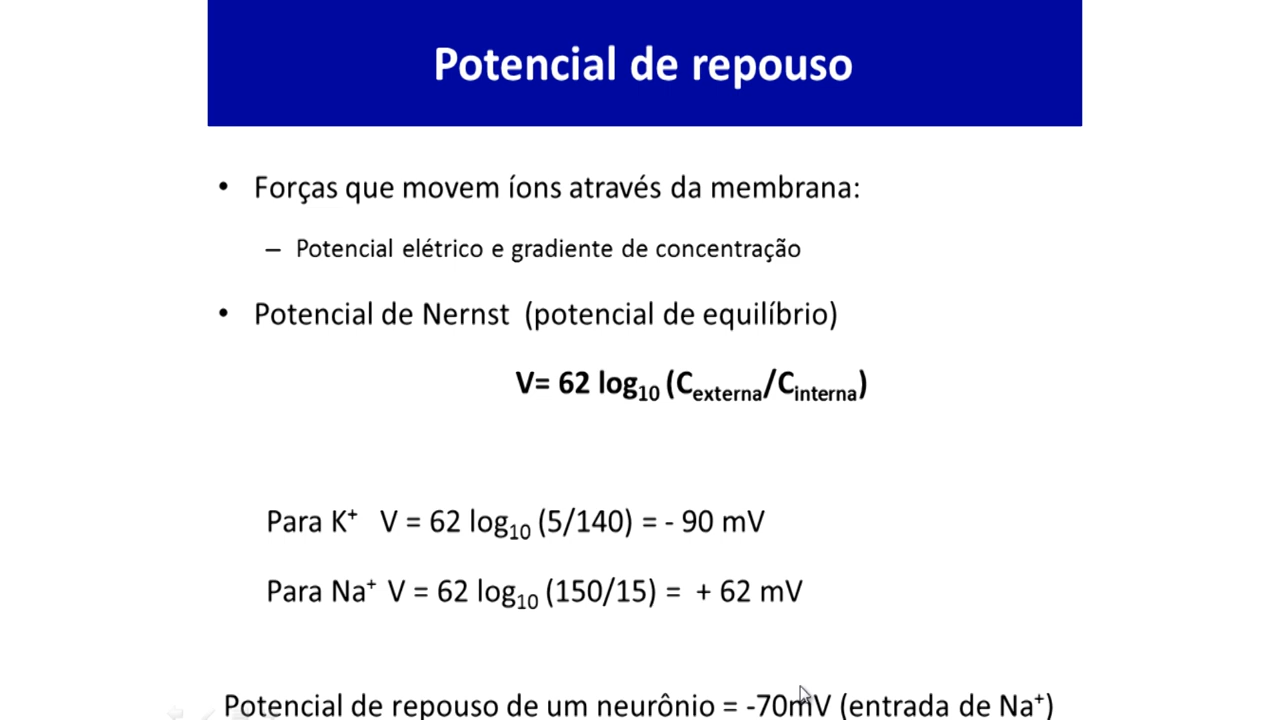 Potencial de repouso
• Forças que movem íons através da membrana:
– Potencial elétrico e gradiente de concentração
• Potencial de Nernst (potencial de equilíbrio)
V= 62 log₁₀ (Cexterna/Cinterna)
Para K⁺ V = 62 log₁₀ (5/140) = - 90 mV
Para Na⁺ V = 62 log₁₀ (150/15) = + 62 mV
Potencial de repouso de um neurônio = -70mV (entrada de Na⁺)